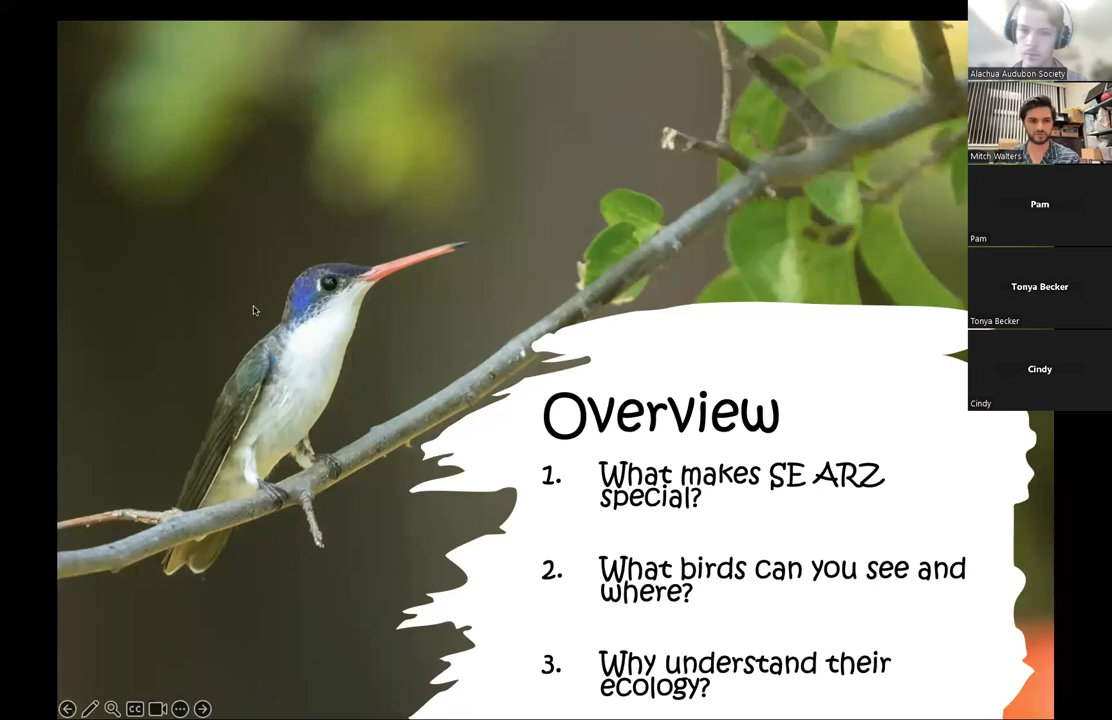 Alachua Audubon Society
Mitch Walters
Pam
Pam
Tonya Becker
Tonya Becker
Cindy
Cindy
Overview
1. What makes SE ARZ
special?
2. What birds can you see and
where?
3. Why understand their
ecology?
CC